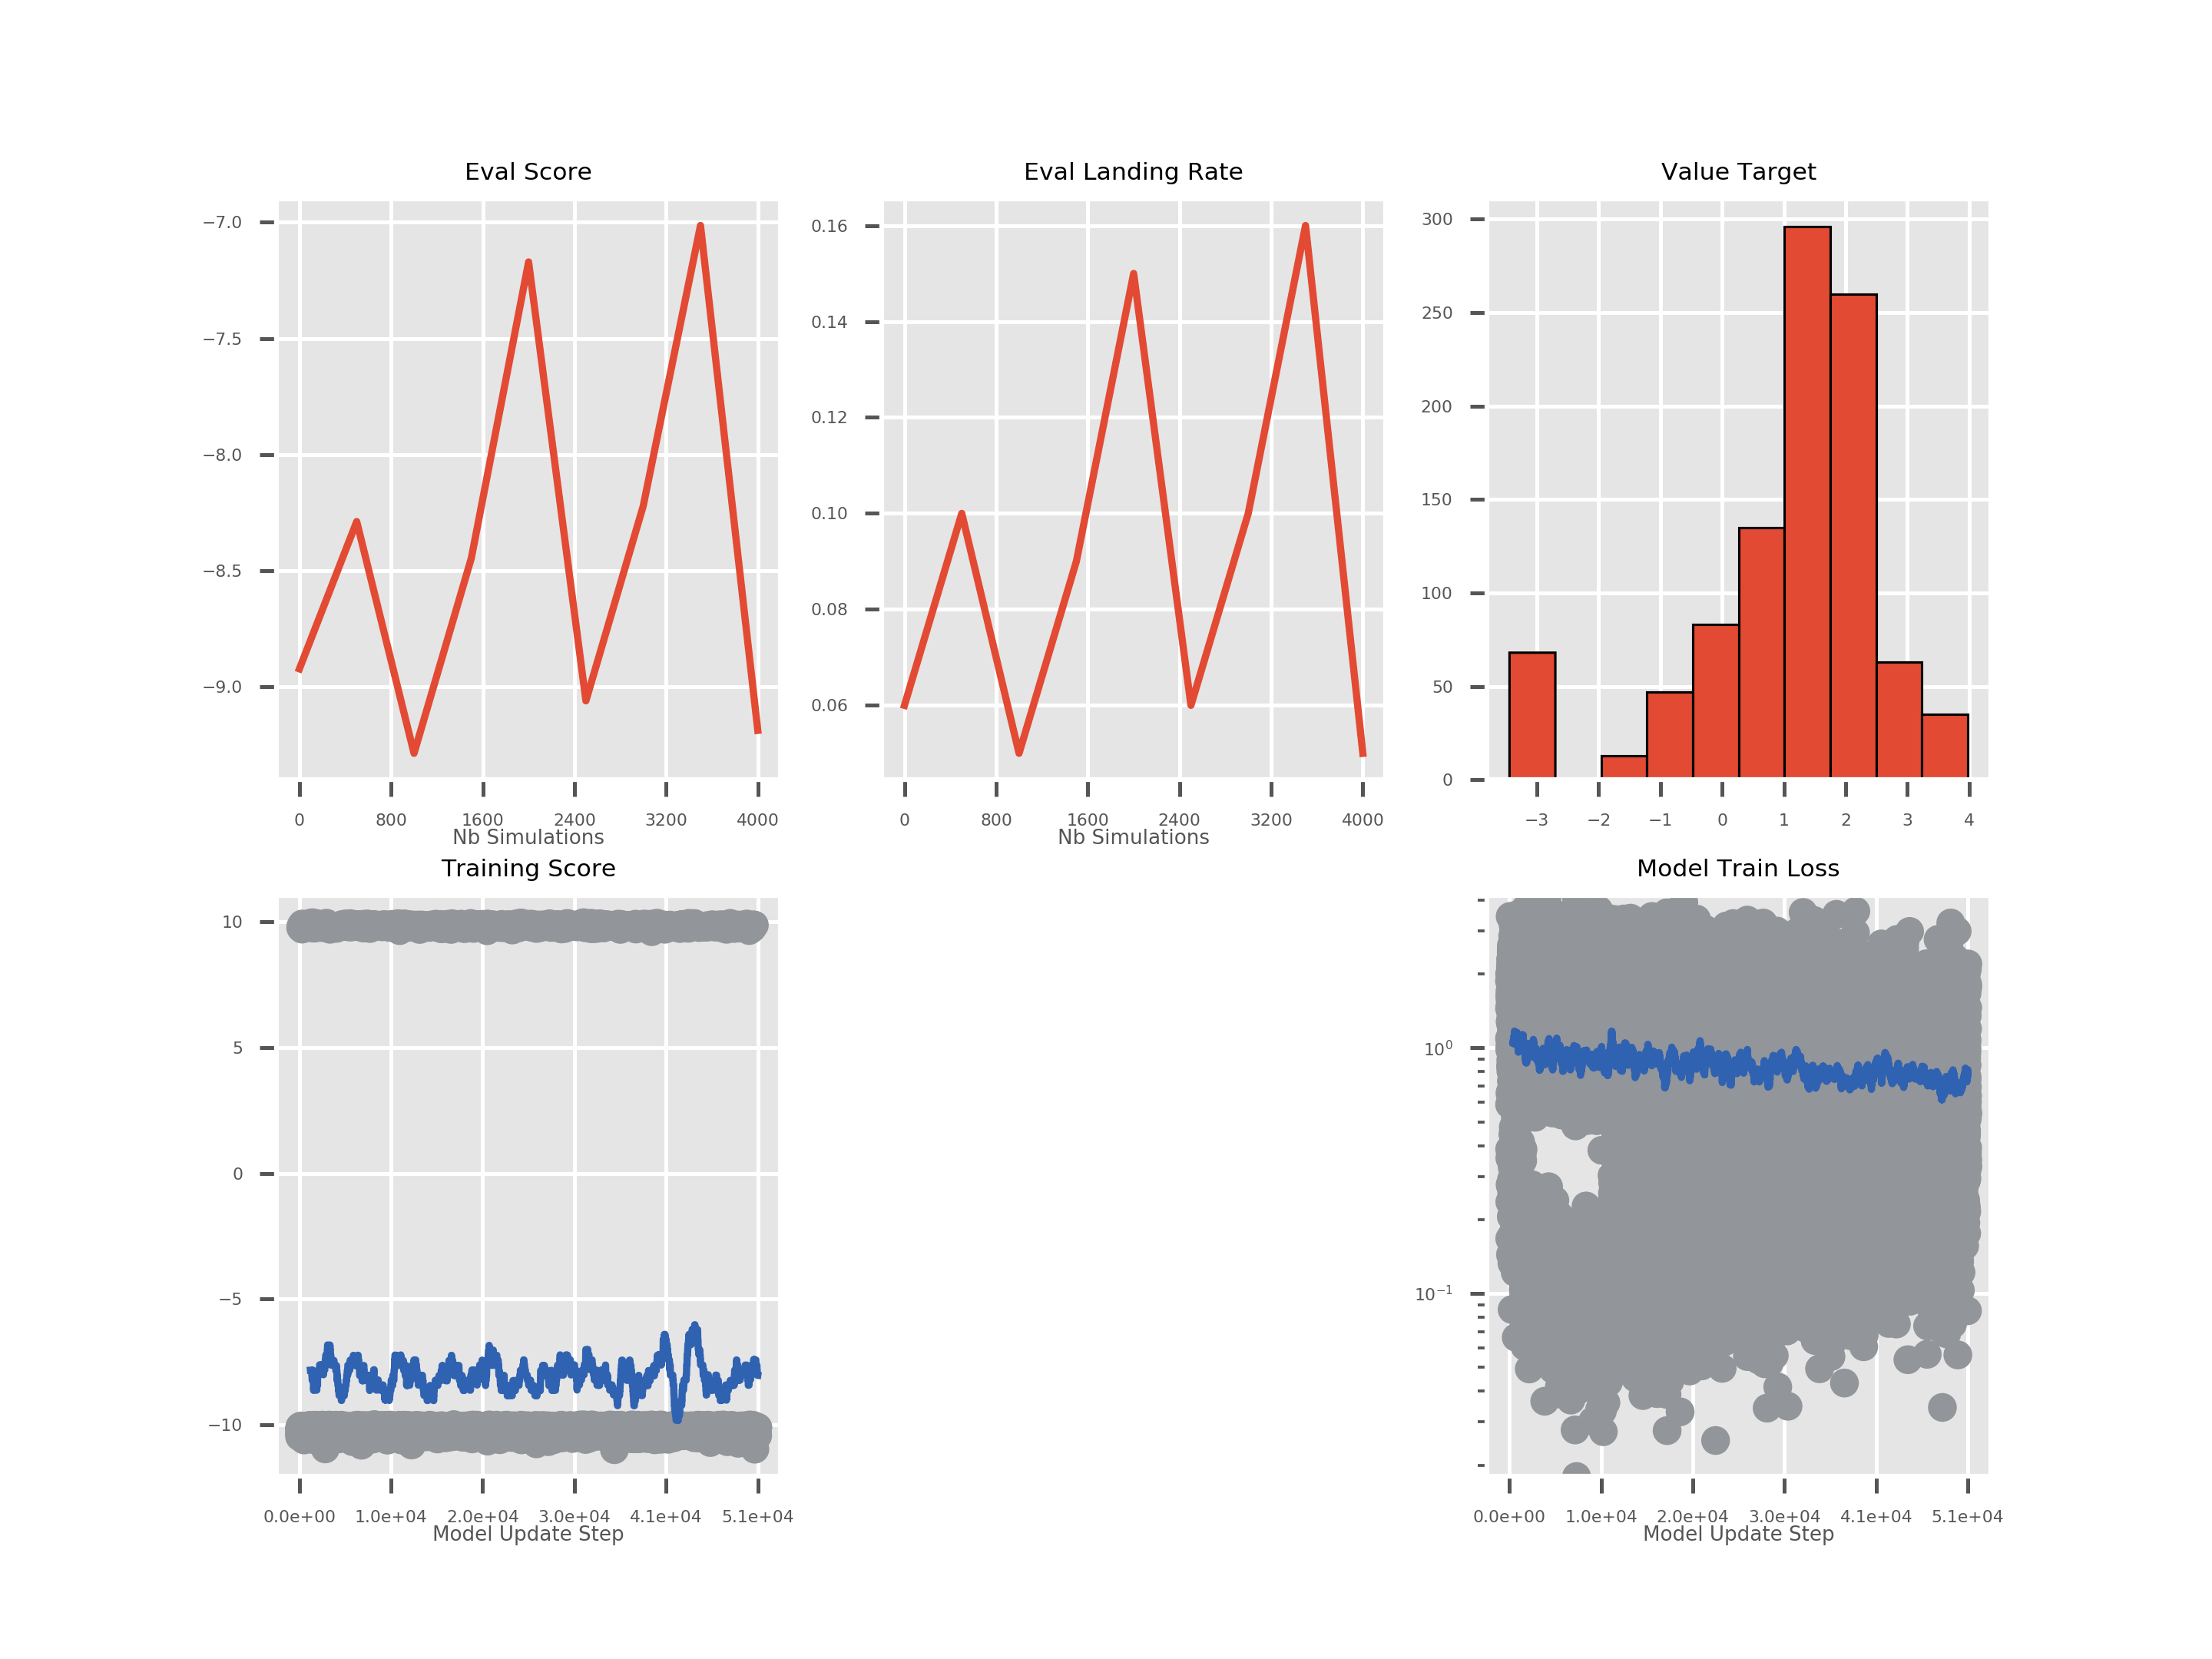 Eval Score
−7.0
−7.5
−8.0
−8.5
−9.0
0 800 1600 2400 3200 4000
Nb Simulations
Eval Landing Rate
0.16
0.14
0.12
0.10
0.08
0.06
0 800 1600 2400 3200 4000
Nb Simulations
Value Target
300
250
200
150
100
50
0
−3 −2 −1 0 1 2 3 4
Training Score
10
5
0
−5
−10
0.0e+00 1.0e+04 2.0e+04 3.0e+04 4.1e+04 5.1e+04
Model Update Step
Model Train Loss
10⁰
10⁻¹
0.0e+00 1.0e+04 2.0e+04 3.0e+04 4.1e+04 5.1e+04
Model Update Step